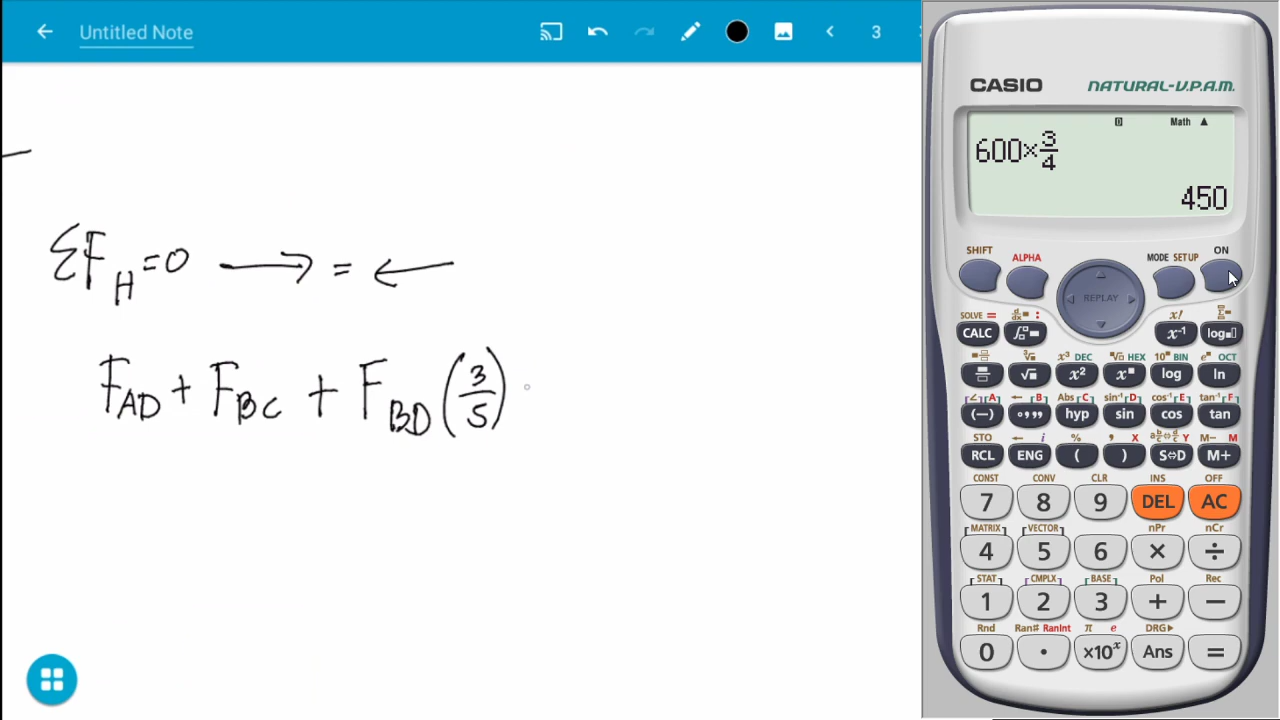 Untitled Note
3
ΣF_H=0 ⟶ = ⟵
F_AD + F_BC + F_BD (3/5)
CASIO NATURAL-V.P.A.M.
D Math ▲
600×3/4
450
SHIFT ALPHA MODE SETUP ON
REPLAY
SOLVE = d/dx = : x! Σ=
CALC ∫□= x⁻¹ log□
■□/□ ³√□ x³ DEC ■√□ HEX 10■ BIN e■ OCT
□/□ √■ x² x■ log ln
[∠] [A] ← [B] Abs [C] sin⁻¹ [D] cos⁻¹ [E] tan⁻¹ [F]
(−) °,,, hyp sin cos tan
STO ← i % , X a b/c⇔d/c Y M− M
RCL ENG ( ) S⇔D M+
CONST CONV CLR INS OFF
7 8 9 DEL AC
[MATRIX] [VECTOR] nPr nCr
4 5 6 × ÷
[STAT] [CMPLX] [BASE] Pol Rec
1 2 3 + −
Rnd Ran# RanInt π e DRG▶
0 . ×10ˣ Ans =